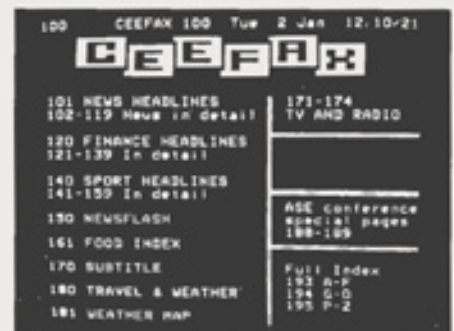 100 CEEFAX 100 Tue 2 Jan 12:10/21
CEEFAX
101 NEWS HEADLINES
102-119 News in detail
120 FINANCE HEADLINES
121-139 In detail
140 SPORT HEADLINES
141-159 In detail
150 NEWSFLASH
161 FOOD INDEX
170 SUBTITLE
180 TRAVEL & WEATHER
181 WEATHER MAP
171-174
TV AND RADIO
ASE conference
special pages
188-189
Full Index
193 A-F
194 G-O
195 P-Z